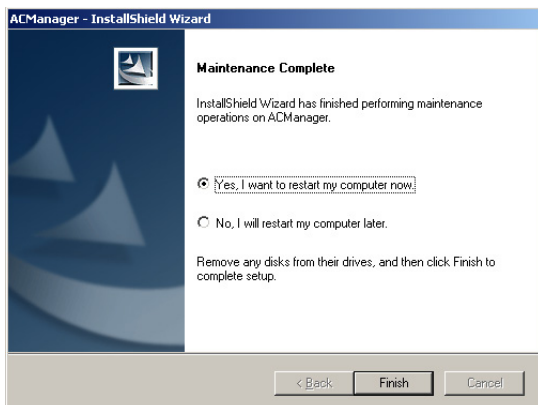 ACManager - InstallShield Wizard
Maintenance Complete
InstallShield Wizard has finished performing maintenance
operations on ACManager.
Yes, I want to restart my computer now.
No, I will restart my computer later.
Remove any disks from their drives, and then click Finish to
complete setup.
< Back Finish Cancel